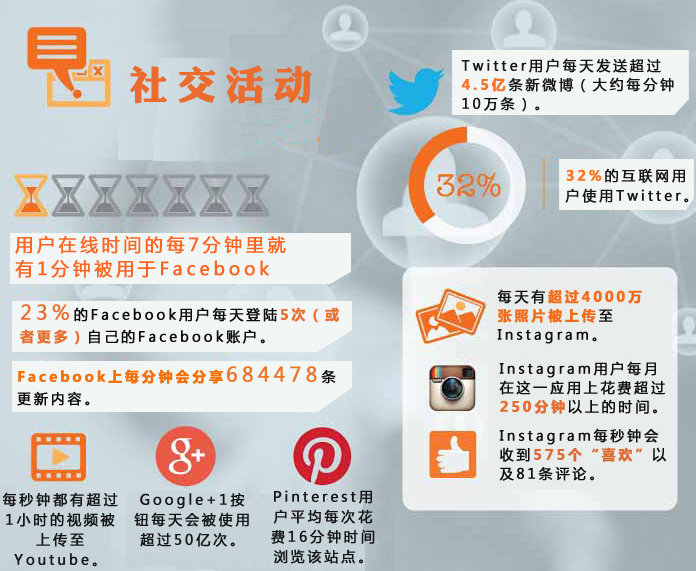 社交活动
Twitter用户每天发送超过
4.5亿条新微博（大约每分钟
10万条）。
32%
32%的互联网用
户使用Twitter。
用户在线时间的每7分钟里就
有1分钟被用于Facebook
23%的Facebook用户每天登陆5次（或
者更多）自己的Facebook账户。
Facebook上每分钟会分享684478条
更新内容。
每天有超过4000万
张照片被上传至
Instagram。
Instagram用户每月
在这一应用上花费超过
250分钟以上的时间。
Instagram每秒钟会
收到575个“喜欢”以
及81条评论。
g+
每秒钟都有超过
1小时的视频被
上传至
Youtube。
Google+1按
钮每天会被使用
超过50亿次。
Pinterest用
户平均每次花
费16分钟时间
浏览该站点。